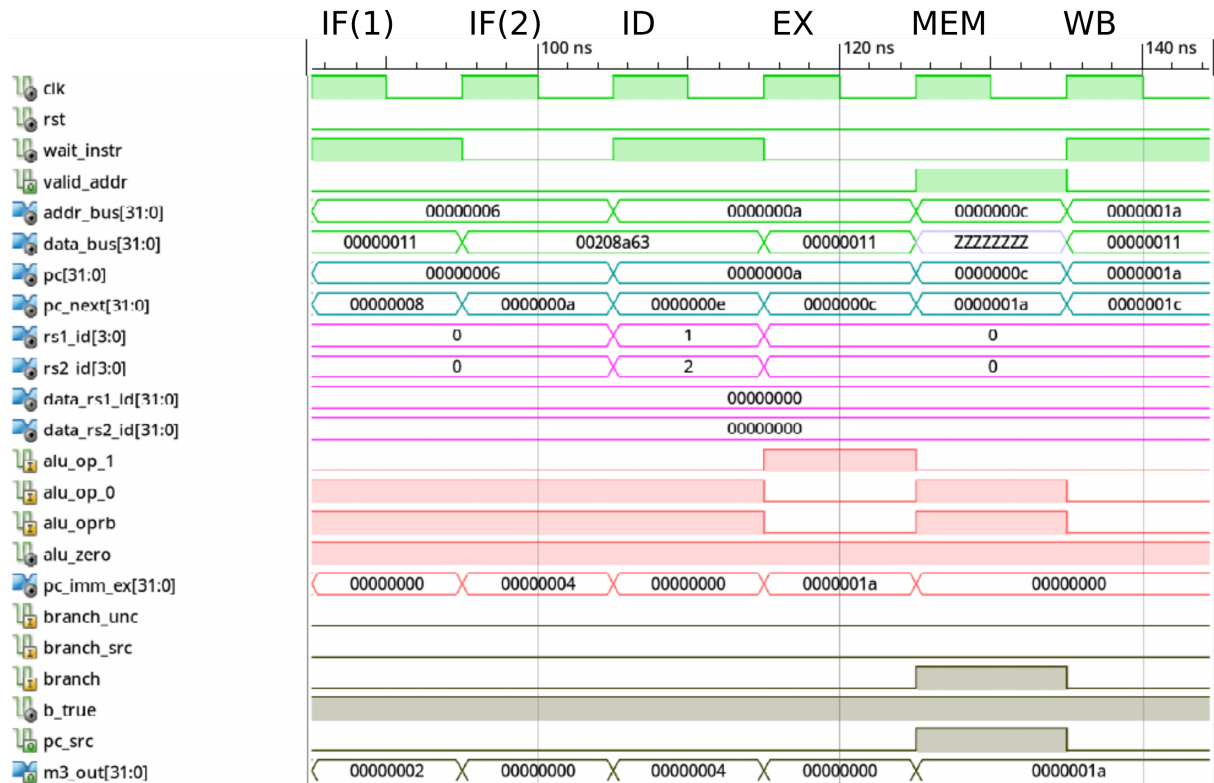 IF(1) IF(2) ID EX MEM WB
100 ns 120 ns 140 ns
clk
rst
wait_instr
valid_addr
addr_bus[31:0] 00000006 0000000a 0000000c 0000001a
data_bus[31:0] 00000011 00208a63 00000011 ZZZZZZZZ 00000011
pc[31:0] 00000006 0000000a 0000000c 0000001a
pc_next[31:0] 00000008 0000000a 0000000e 0000000c 0000001a 0000001c
rs1_id[3:0] 0 1 0
rs2_id[3:0] 0 2 0
data_rs1_id[31:0] 00000000
data_rs2_id[31:0] 00000000
alu_op_1
alu_op_0
alu_oprb
alu_zero
pc_imm_ex[31:0] 00000000 00000004 00000000 0000001a 00000000
branch_unc
branch_src
branch
b_true
pc_src
m3_out[31:0] 00000002 00000000 00000004 00000000 0000001a